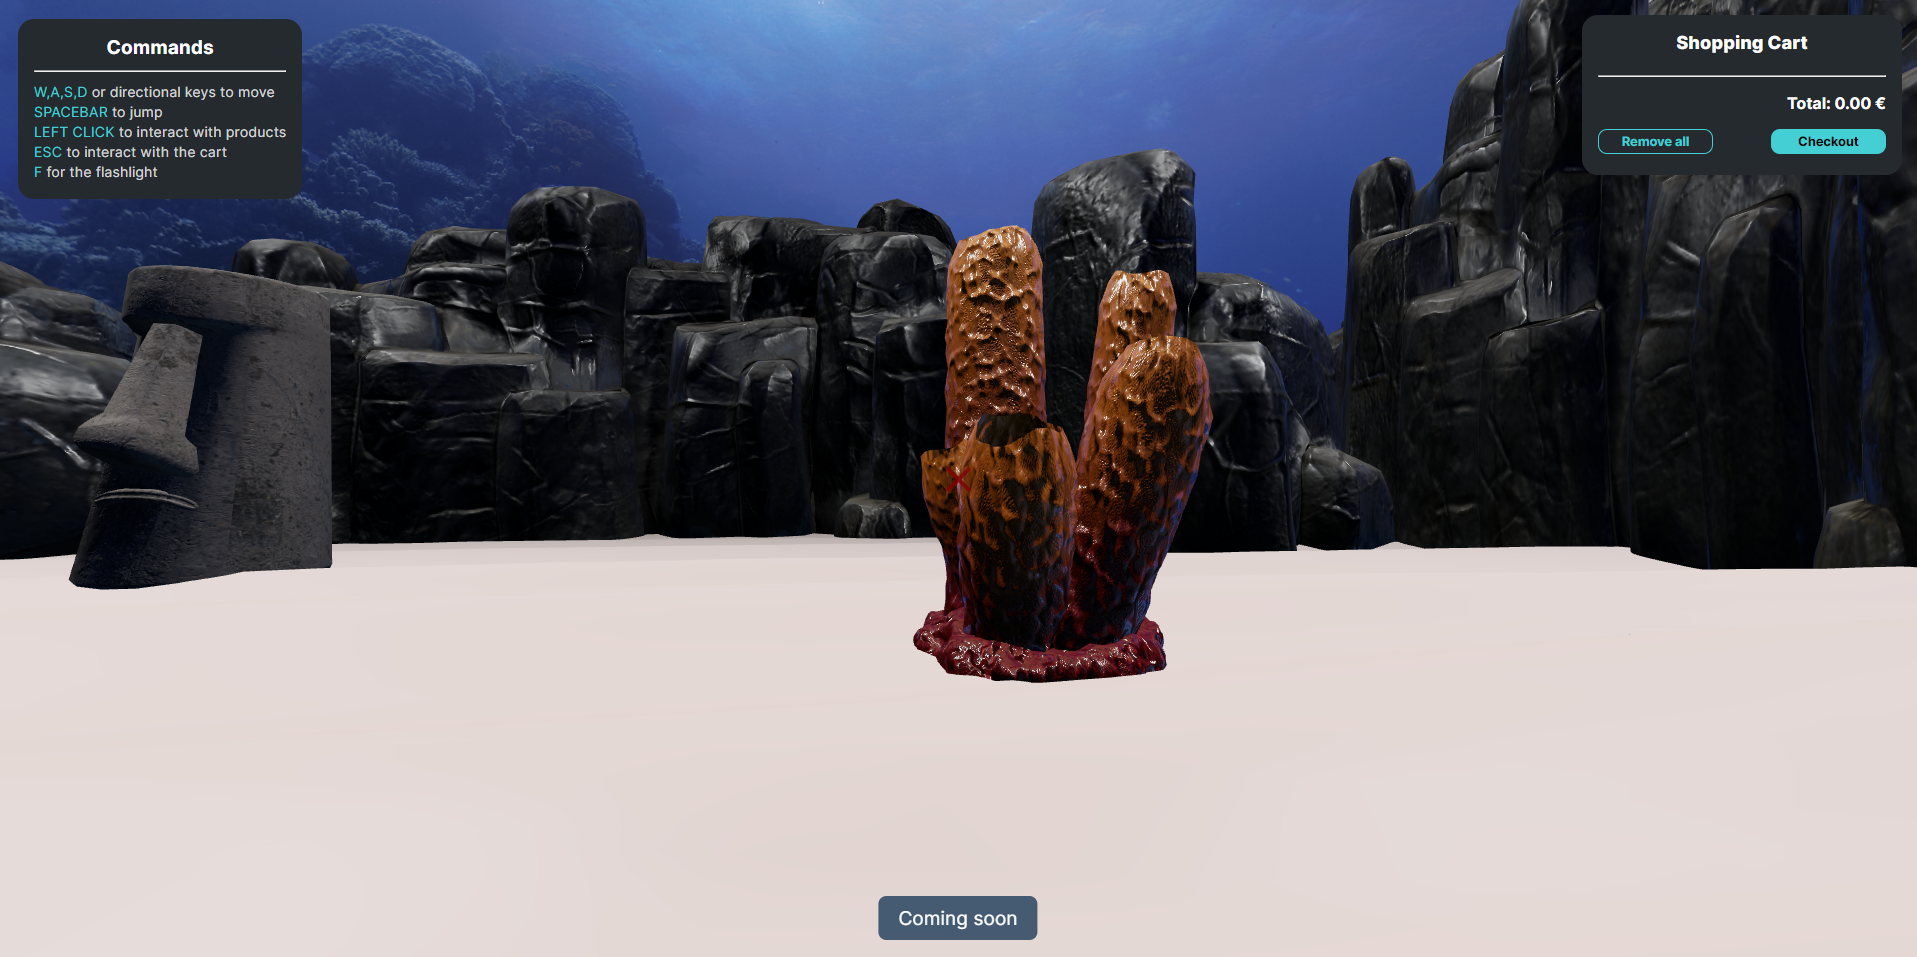 Commands
W,A,S,D or directional keys to move
SPACEBAR to jump
LEFT CLICK to interact with products
ESC to interact with the cart
F for the flashlight
Shopping Cart
Total: 0.00 €
Remove all
Checkout
Coming soon